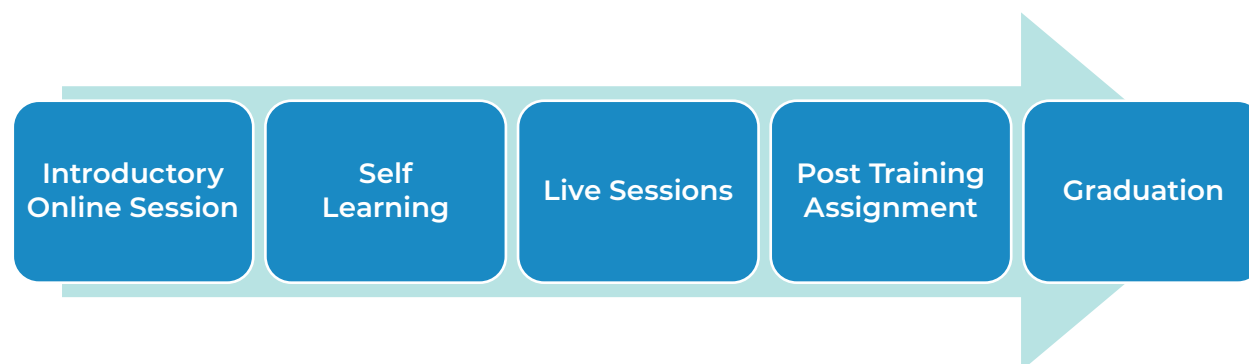 Introductory
Online Session
Self
Learning
Live Sessions
Post Training
Assignment
Graduation